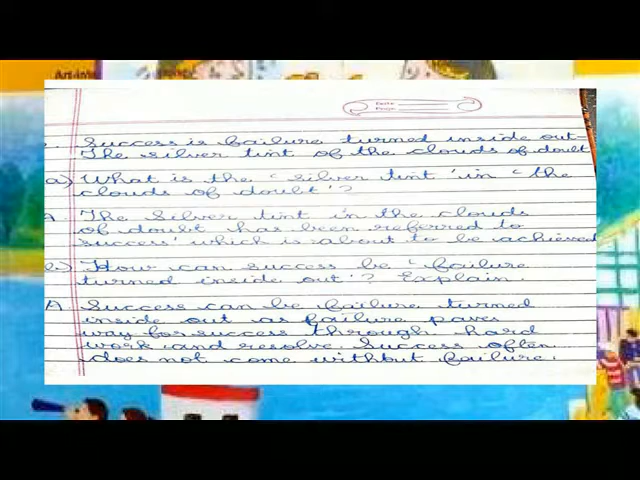 Date
Page
Success is failure turned inside out-
The silver tint of the clouds of doubt
a) What is the 'silver tint' in 'the
clouds of doubt'?
A. The Silver tint in the clouds
of doubt has been referred to
success' which is about to be achieved
How can success be 'failure
turned inside out'? Explain.
A Success can be failure turned
inside out as failure paves
way for success through hard
work and resolve. Success often
does not come without failure.